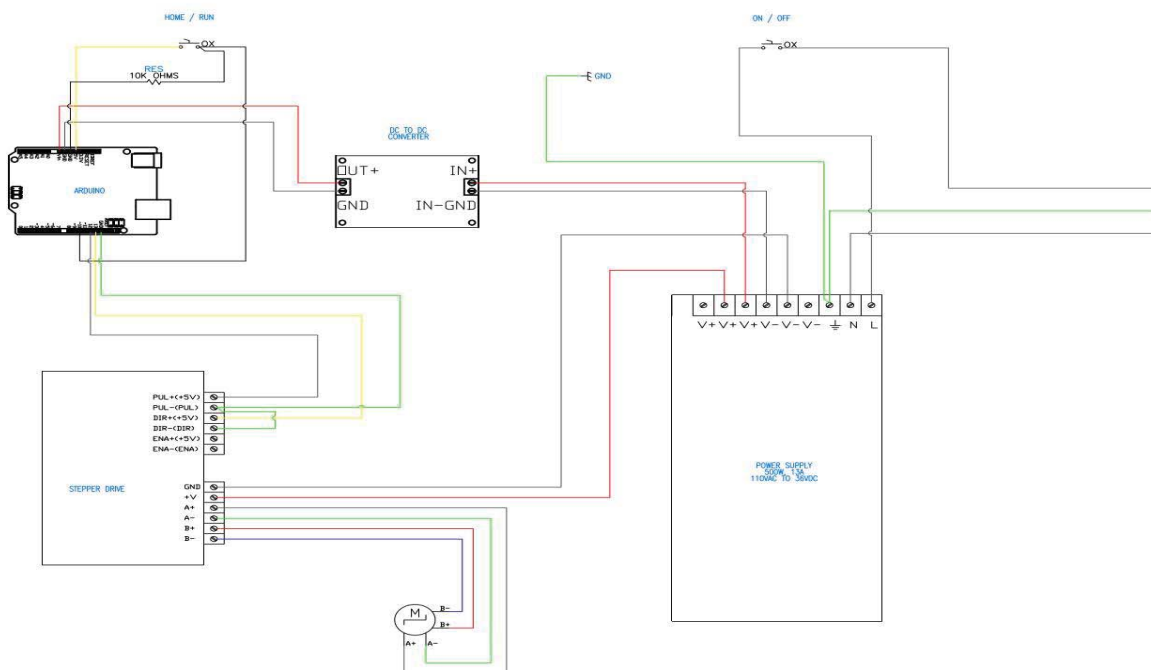 HOME / RUN
OX
RES
10K OHMS
ON / OFF
OX
GND
DC TO DC
CONVERTER
OUT+
IN+
GND
IN-GND
ARDUINO
V+
V+
V+
V-
V-
V-
N
L
POWER SUPPLY
500W, 13A
110VAC TO 36VDC
PUL+(+5V)
PUL-(PUL)
DIR+(+5V)
DIR-(DIR)
ENA+(+5V)
ENA-(ENA)
STEPPER DRIVE
GND
+V
A+
A-
B+
B-
M
B-
B+
A+
A-